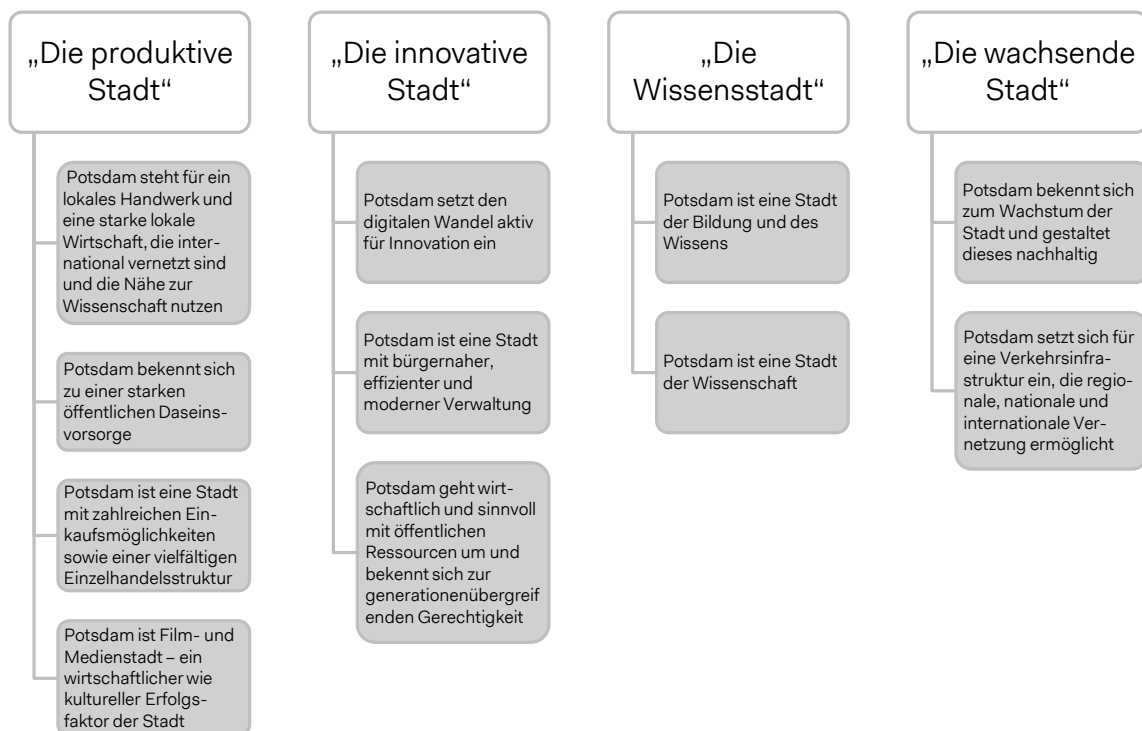 „Die produktive
Stadt“
Potsdam steht für ein
lokales Handwerk und
eine starke lokale
Wirtschaft, die inter-
national vernetzt sind
und die Nähe zur
Wissenschaft nutzen
Potsdam bekennt sich
zu einer starken
öffentlichen Daseins-
vorsorge
Potsdam ist eine Stadt
mit zahlreichen Ein-
kaufsmöglichkeiten
sowie einer vielfältigen
Einzelhandelsstruktur
Potsdam ist Film- und
Medienstadt – ein
wirtschaftlicher wie
kultureller Erfolgs-
faktor der Stadt
„Die innovative
Stadt“
Potsdam setzt den
digitalen Wandel aktiv
für Innovation ein
Potsdam ist eine Stadt
mit bürgernaher,
effizienter und
moderner Verwaltung
Potsdam geht wirt-
schaftlich und sinnvoll
mit öffentlichen
Ressourcen um und
bekennt sich zur
generationenübergreif
enden Gerechtigkeit
„Die
Wissensstadt“
Potsdam ist eine Stadt
der Bildung und des
Wissens
Potsdam ist eine Stadt
der Wissenschaft
„Die wachsende
Stadt“
Potsdam bekennt sich
zum Wachstum der
Stadt und gestaltet
dieses nachhaltig
Potsdam setzt sich für
eine Verkehrsinfra-
struktur ein, die regio-
nale, nationale und
internationale Ver-
netzung ermöglicht